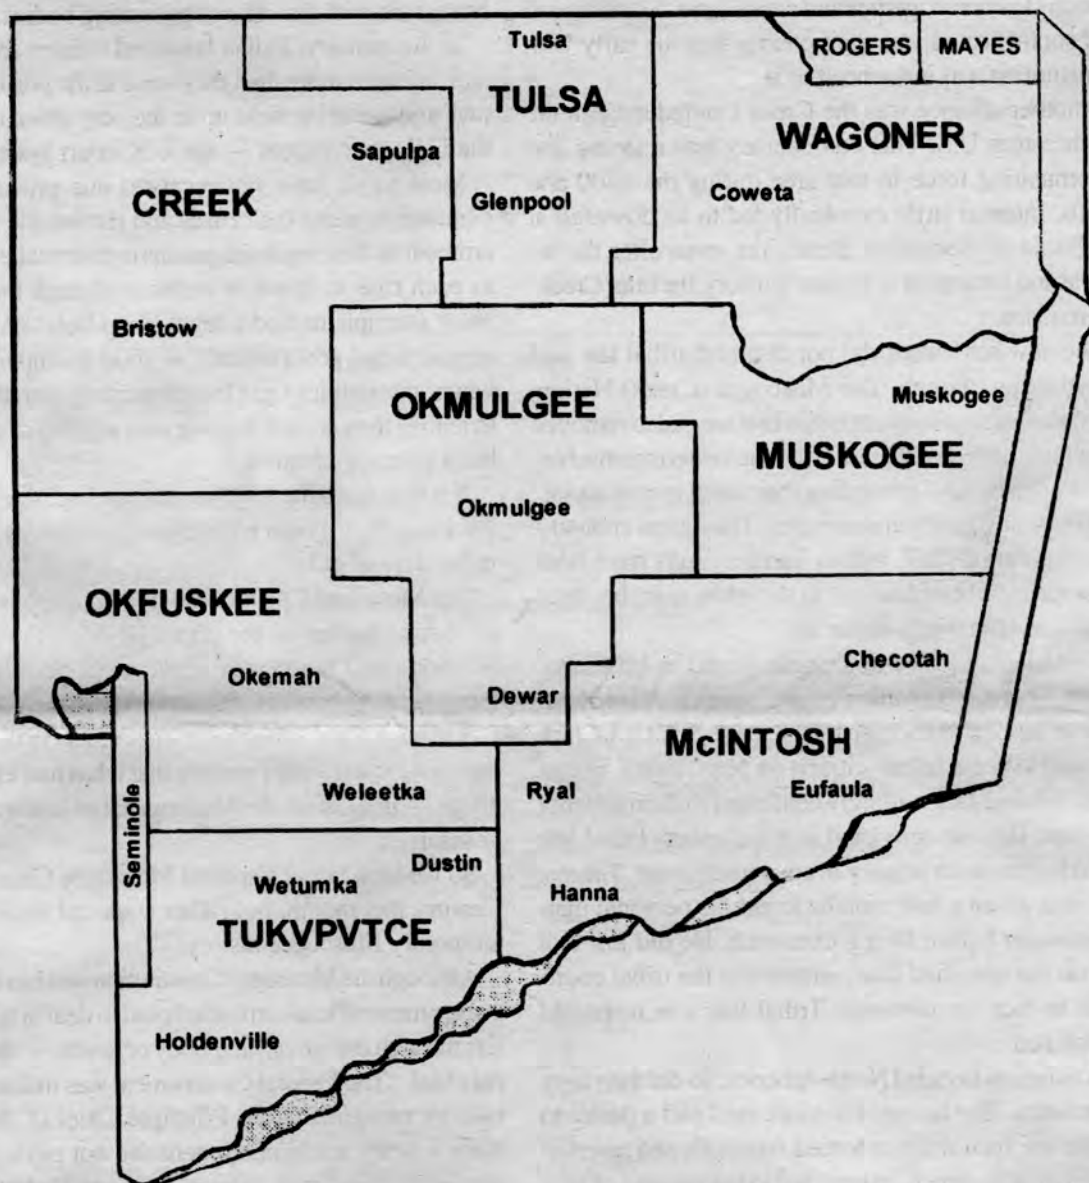 Tulsa
ROGERS
MAYES
TULSA
WAGONER
Sapulpa
CREEK
Glenpool
Coweta
Bristow
OKMULGEE
Muskogee
MUSKOGEE
Okmulgee
OKFUSKEE
Okemah
Checotah
Dewar
McINTOSH
Seminole
Weleetka
Ryal
Eufaula
Dustin
Wetumka
Hanna
TUKVPVTCE
Holdenville